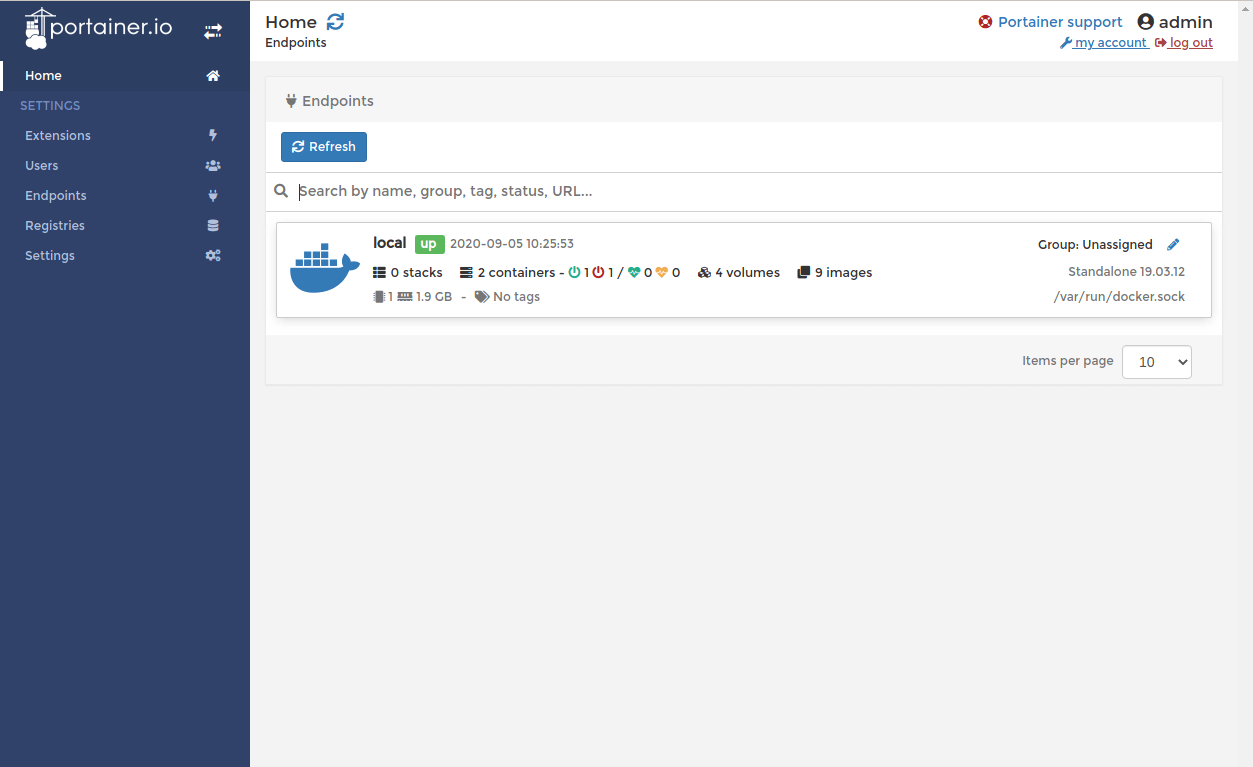 portainer.io
Home
SETTINGS
Extensions
Users
Endpoints
Registries
Settings
Home
Endpoints
Portainer support admin
my account log out
Endpoints
Refresh
Search by name, group, tag, status, URL...
local up 2020-09-05 10:25:53
Group: Unassigned
0 stacks 2 containers - 1 1 / 0 0 4 volumes 9 images
Standalone 19.03.12
1 1.9 GB - No tags
/var/run/docker.sock
Items per page 10